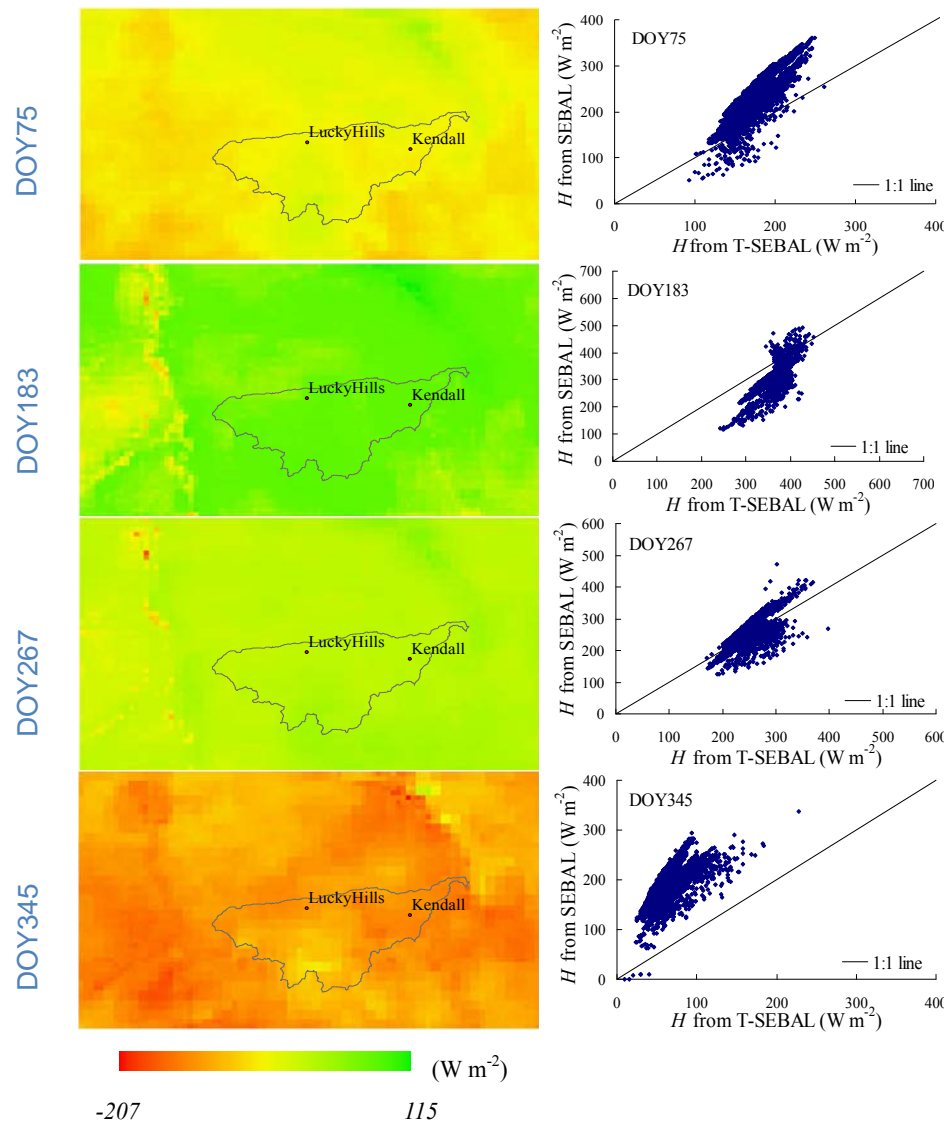 DOY75
LuckyHills
Kendall
400
300
200
100
0
DOY75
H from SEBAL (W m-2)
1:1 line
0 100 200 300 400
H from T-SEBAL (W m-2)
DOY183
LuckyHills
Kendall
700
600
500
400
300
200
100
0
DOY183
H from SEBAL (W m-2)
1:1 line
0 100 200 300 400 500 600 700
H from T-SEBAL (W m-2)
DOY267
LuckyHills
Kendall
600
500
400
300
200
100
0
DOY267
H from SEBAL (W m-2)
1:1 line
0 100 200 300 400 500 600
H from T-SEBAL (W m-2)
DOY345
LuckyHills
Kendall
400
300
200
100
0
DOY345
H from SEBAL (W m-2)
1:1 line
0 100 200 300 400
H from T-SEBAL (W m-2)
(W m-2)
-207 115